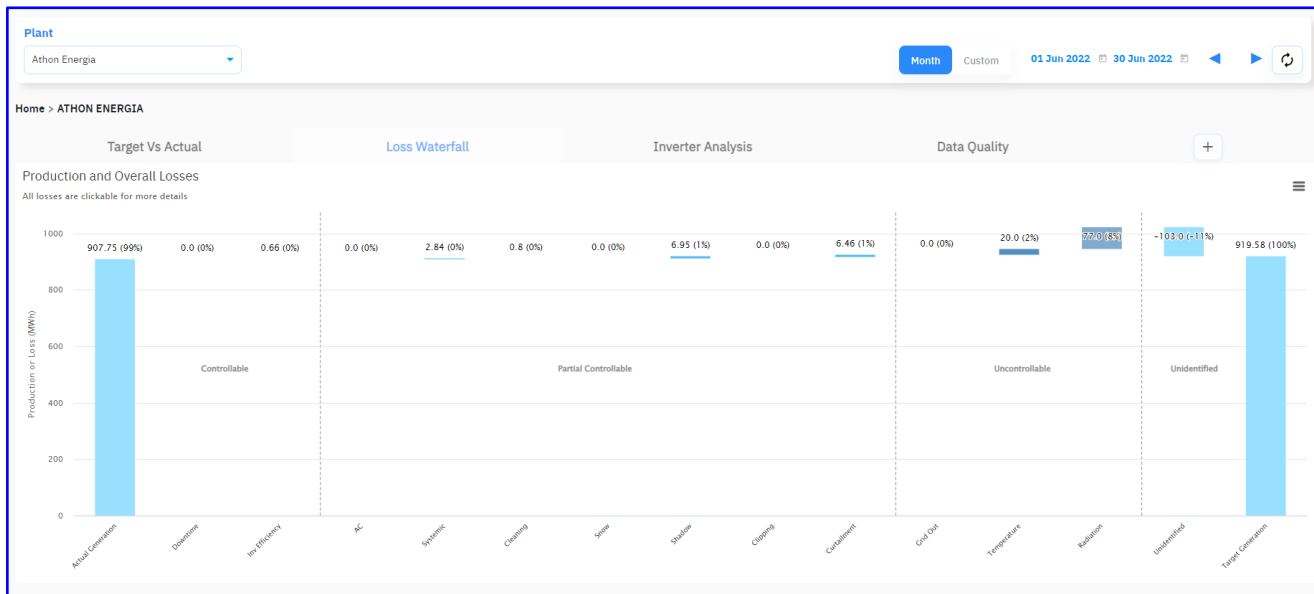 Plant
Athon Energia
Month Custom 01 Jun 2022 30 Jun 2022
Home > ATHON ENERGIA
Target Vs Actual Loss Waterfall Inverter Analysis Data Quality +
Production and Overall Losses
All losses are clickable for more details
Production or Loss (MWh)
1000
800
600
400
200
0
907.75 (99%) 0.0 (0%) 0.66 (0%) 0.0 (0%) 2.84 (0%) 0.8 (0%) 0.0 (0%) 6.95 (1%) 0.0 (0%) 6.46 (1%) 0.0 (0%) 20.0 (2%) 77.0 (8%) -103.0 (-11%) 919.58 (100%)
Controllable Partial Controllable Uncontrollable Unidentified
Actual Generation Downtime Inv Efficiency AC Systemic Cleaning Snow Shadow Clipping Curtailment Grid Out Temperature Radiation Unidentified Target Generation